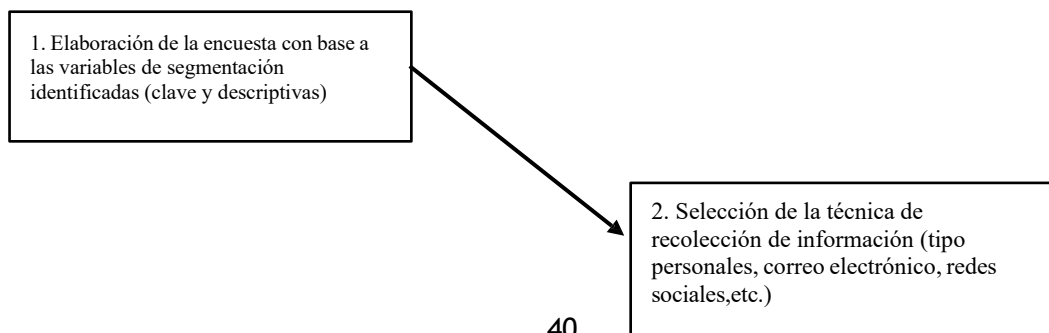 1. Elaboración de la encuesta con base a
las variables de segmentación
identificadas (clave y descriptivas)
2. Selección de la técnica de
recolección de información (tipo
personales, correo electrónico, redes
sociales,etc.)
40